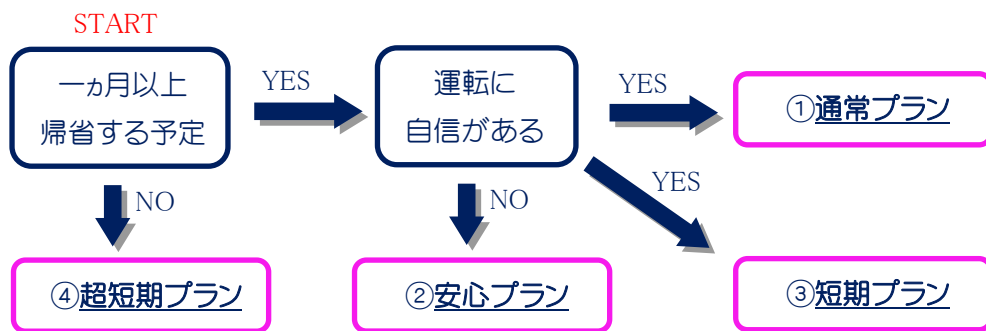 START
一ヵ月以上
帰省する予定
YES
運転に
自信がある
YES
①通常プラン
YES
NO
NO
④超短期プラン
②安心プラン
③短期プラン